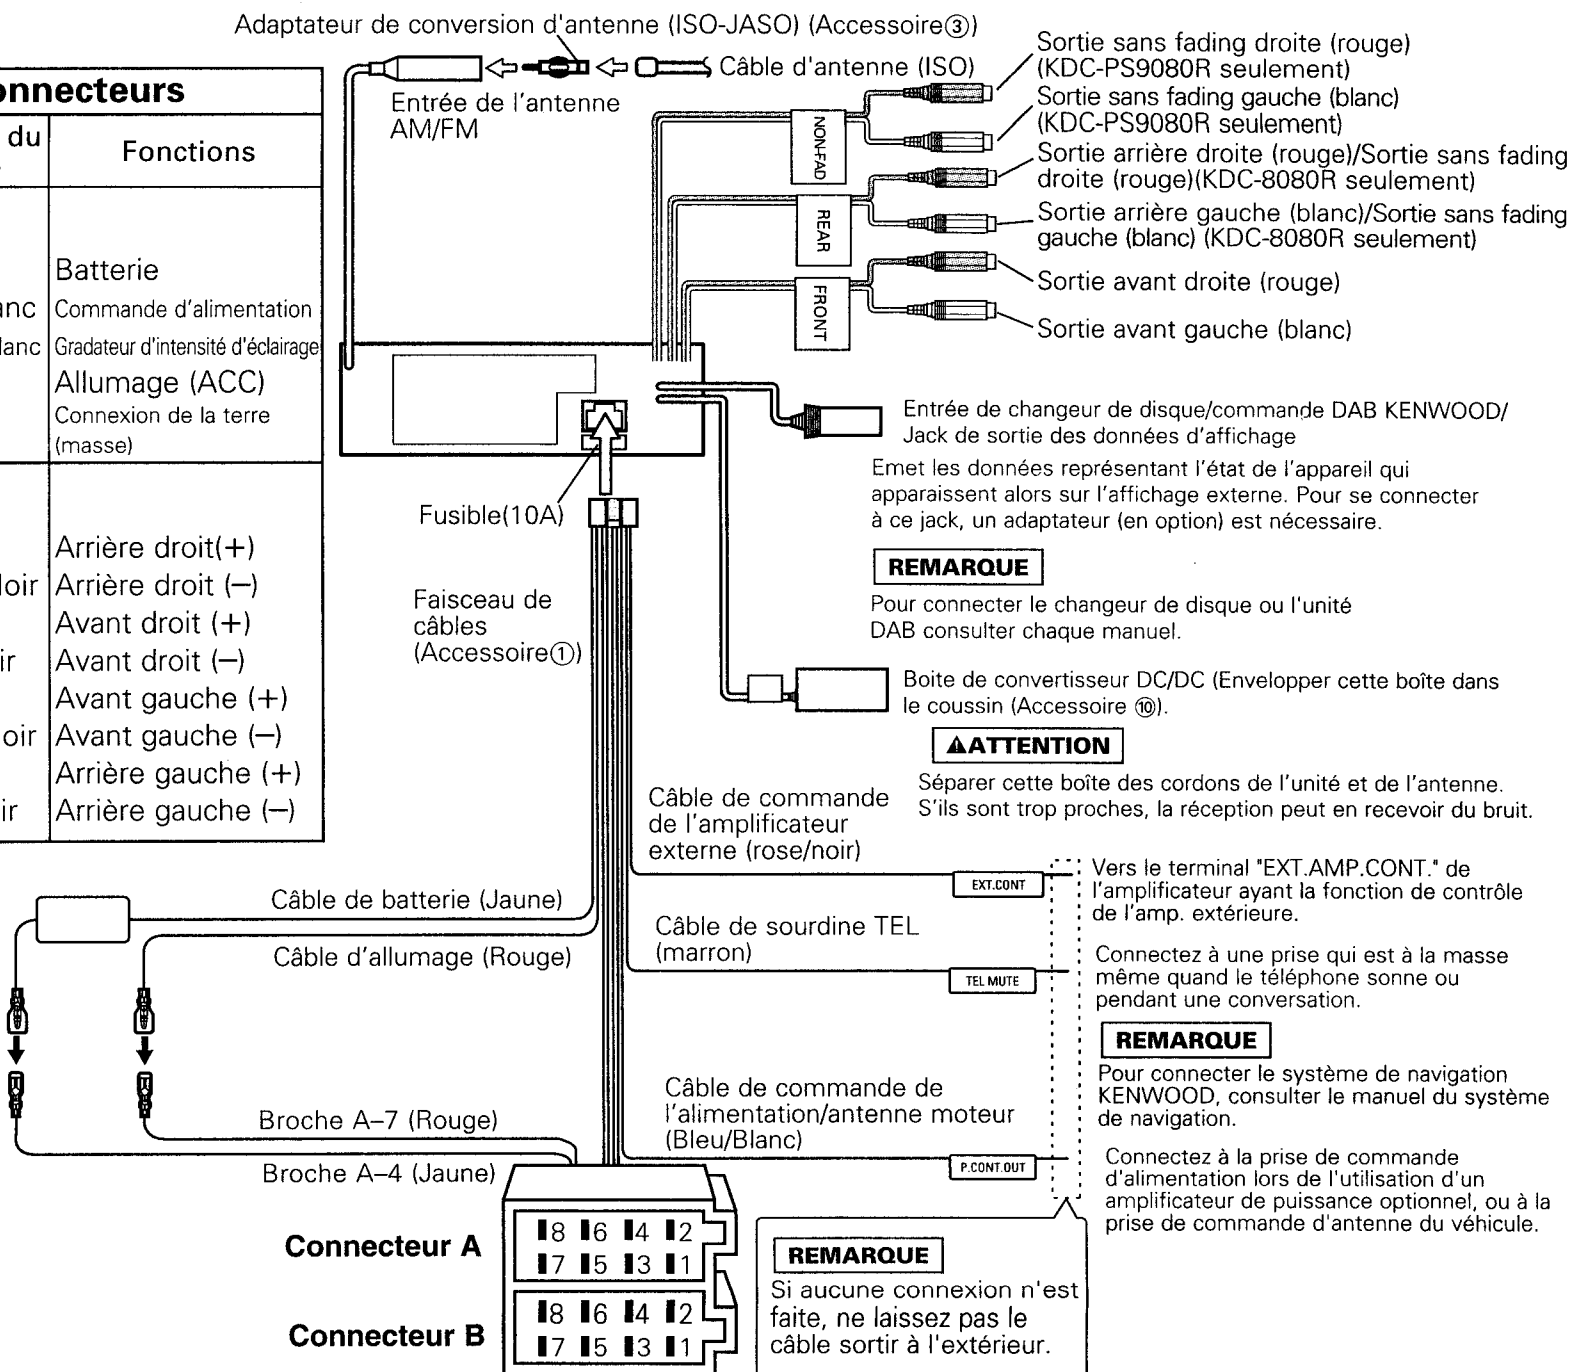 Adaptateur de conversion d'antenne (ISO-JASO) (Accessoire③)
Câble d'antenne (ISO)
Entrée de l'antenne
AM/FM
Sortie sans fading droite (rouge)
(KDC-PS9080R seulement)
Sortie sans fading gauche (blanc)
(KDC-PS9080R seulement)
Sortie arrière droite (rouge)/Sortie sans fading
droite (rouge)(KDC-8080R seulement)
Sortie arrière gauche (blanc)/Sortie sans fading
gauche (blanc) (KDC-8080R seulement)
Sortie avant droite (rouge)
Sortie avant gauche (blanc)
NON-FAD
REAR
FRONT
onnecteurs
du
Fonctions
Batterie
anc Commande d'alimentation
lanc Gradateur d'intensité d'éclairage
Allumage (ACC)
Connexion de la terre
(masse)
Arrière droit(+)
loir Arrière droit (−)
Avant droit (+)
ir Avant droit (−)
Avant gauche (+)
oir Avant gauche (−)
Arrière gauche (+)
ir Arrière gauche (−)
Fusible(10A)
Faisceau de
câbles
(Accessoire①)
Entrée de changeur de disque/commande DAB KENWOOD/
Jack de sortie des données d'affichage
Emet les données représentant l'état de l'appareil qui
apparaissent alors sur l'affichage externe. Pour se connecter
à ce jack, un adaptateur (en option) est nécessaire.
REMARQUE
Pour connecter le changeur de disque ou l'unité
DAB consulter chaque manuel.
Boite de convertisseur DC/DC (Envelopper cette boîte dans
le coussin (Accessoire ⑩).
⚠ATTENTION
Séparer cette boîte des cordons de l'unité et de l'antenne.
S'ils sont trop proches, la réception peut en recevoir du bruit.
Câble de commande
de l'amplificateur
externe (rose/noir)
EXT.CONT
Vers le terminal "EXT.AMP.CONT." de
l'amplificateur ayant la fonction de contrôle
de l'amp. extérieure.
Câble de batterie (Jaune)
Câble d'allumage (Rouge)
Câble de sourdine TEL
(marron)
TEL MUTE
Connectez à une prise qui est à la masse
même quand le téléphone sonne ou
pendant une conversation.
REMARQUE
Pour connecter le système de navigation
KENWOOD, consulter le manuel du système
de navigation.
Câble de commande de
l'alimentation/antenne moteur
(Bleu/Blanc)
P.CONT.OUT
Connectez à la prise de commande
d'alimentation lors de l'utilisation d'un
amplificateur de puissance optionnel, ou à la
prise de commande d'antenne du véhicule.
Broche A–7 (Rouge)
Broche A–4 (Jaune)
Connecteur A
8 6 4 2
7 5 3 1
Connecteur B
8 6 4 2
7 5 3 1
REMARQUE
Si aucune connexion n'est
faite, ne laissez pas le
câble sortir à l'extérieur.